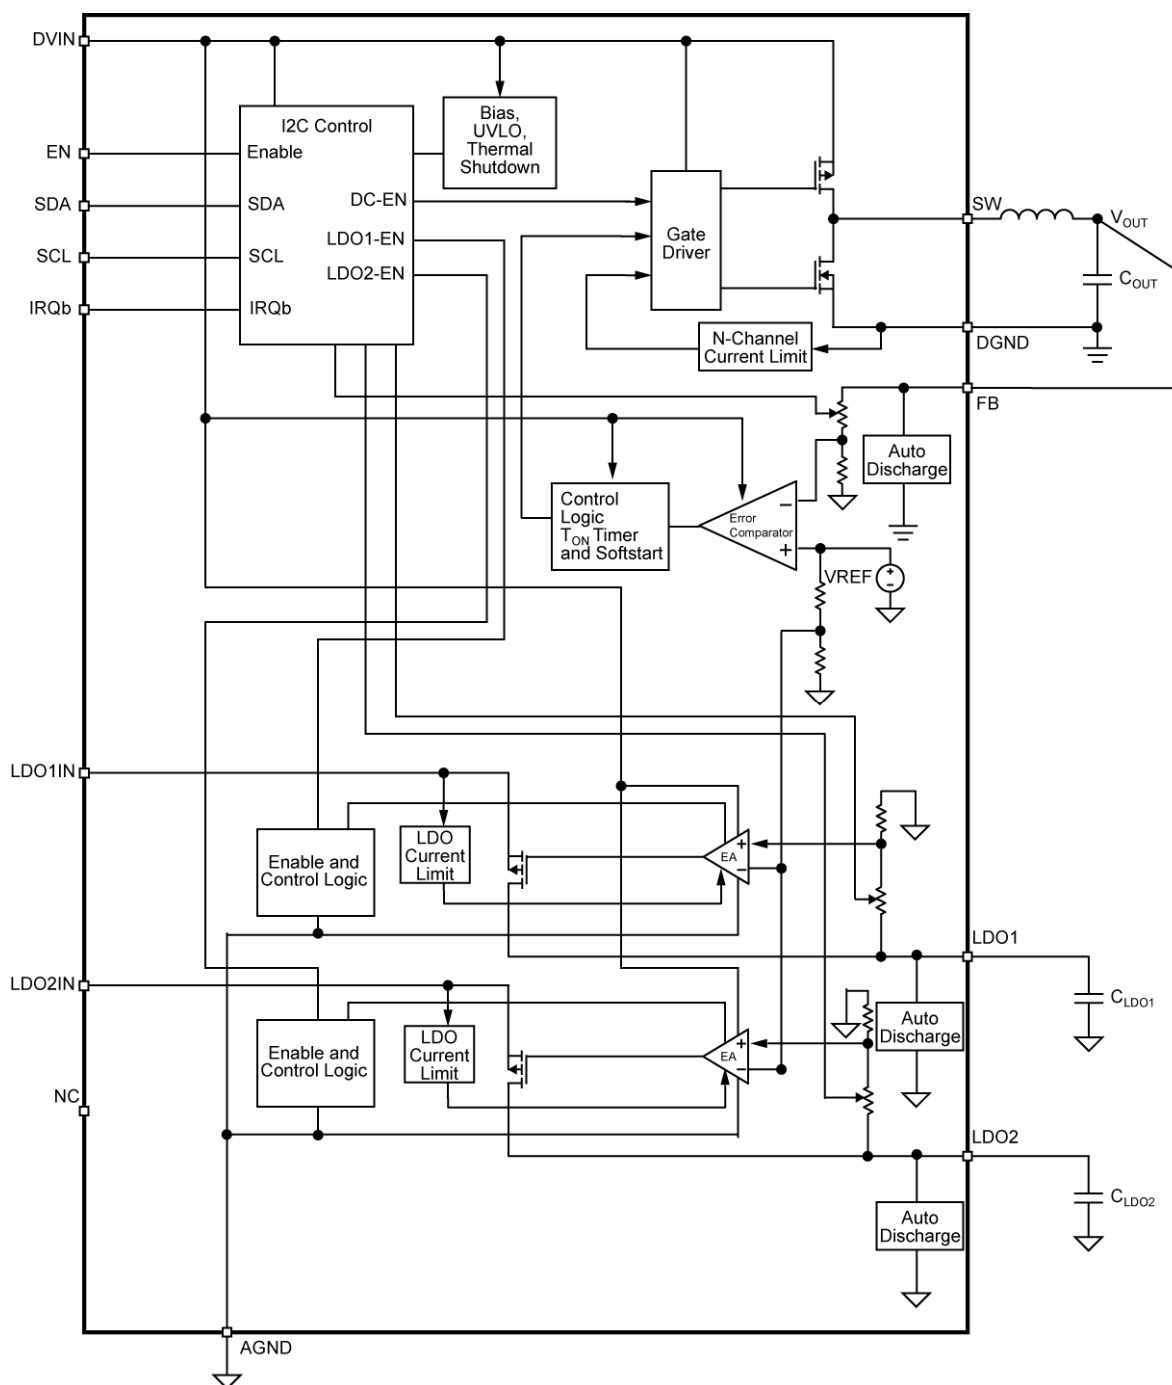 DVIN
I2C Control
Bias,
UVLO,
Thermal
Shutdown
EN
Enable
SDA
SDA
DC-EN
SW
VOUT
LDO1-EN
Gate
Driver
SCL
SCL
LDO2-EN
COUT
IRQb
IRQb
N-Channel
Current Limit
DGND
FB
Auto
Discharge
Control
Logic
TON Timer
and Softstart
−
Error
Comparator
+
VREF
+
−
LDO1IN
Enable and
Control Logic
LDO
Current
Limit
+
EA
−
LDO1
LDO2IN
CLDO1
Auto
Discharge
Enable and
Control Logic
LDO
Current
Limit
+
EA
−
NC
LDO2
CLDO2
Auto
Discharge
AGND